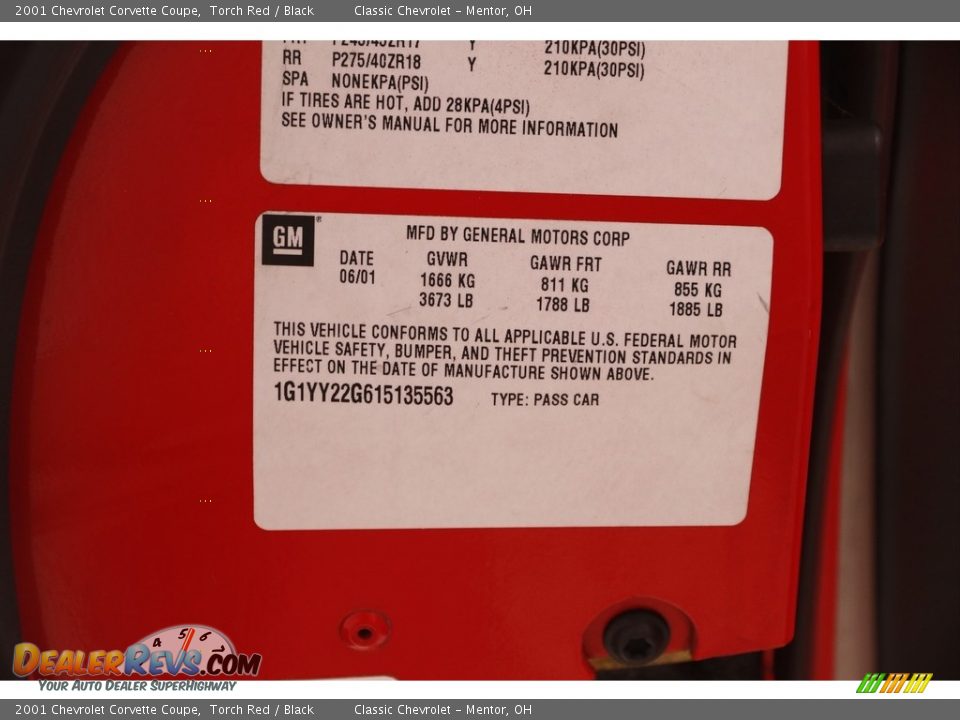 2001 Chevrolet Corvette Coupe, Torch Red / Black Classic Chevrolet - Mentor, OH
P245/45ZR17 Y 210KPA(30PSI)
RR P275/40ZR18 Y 210KPA(30PSI)
SPA NONEKPA(PSI)
IF TIRES ARE HOT, ADD 28KPA(4PSI)
SEE OWNER'S MANUAL FOR MORE INFORMATION
GM®
MFD BY GENERAL MOTORS CORP
DATE GVWR GAWR FRT GAWR RR
06/01 1666 KG 811 KG 855 KG
3673 LB 1788 LB 1885 LB
THIS VEHICLE CONFORMS TO ALL APPLICABLE U.S. FEDERAL MOTOR
VEHICLE SAFETY, BUMPER, AND THEFT PREVENTION STANDARDS IN
EFFECT ON THE DATE OF MANUFACTURE SHOWN ABOVE.
1G1YY22G615135563 TYPE: PASS CAR
4 5 6
DEALERREVS.COM
YOUR AUTO DEALER SUPERHIGHWAY
2001 Chevrolet Corvette Coupe, Torch Red / Black Classic Chevrolet - Mentor, OH